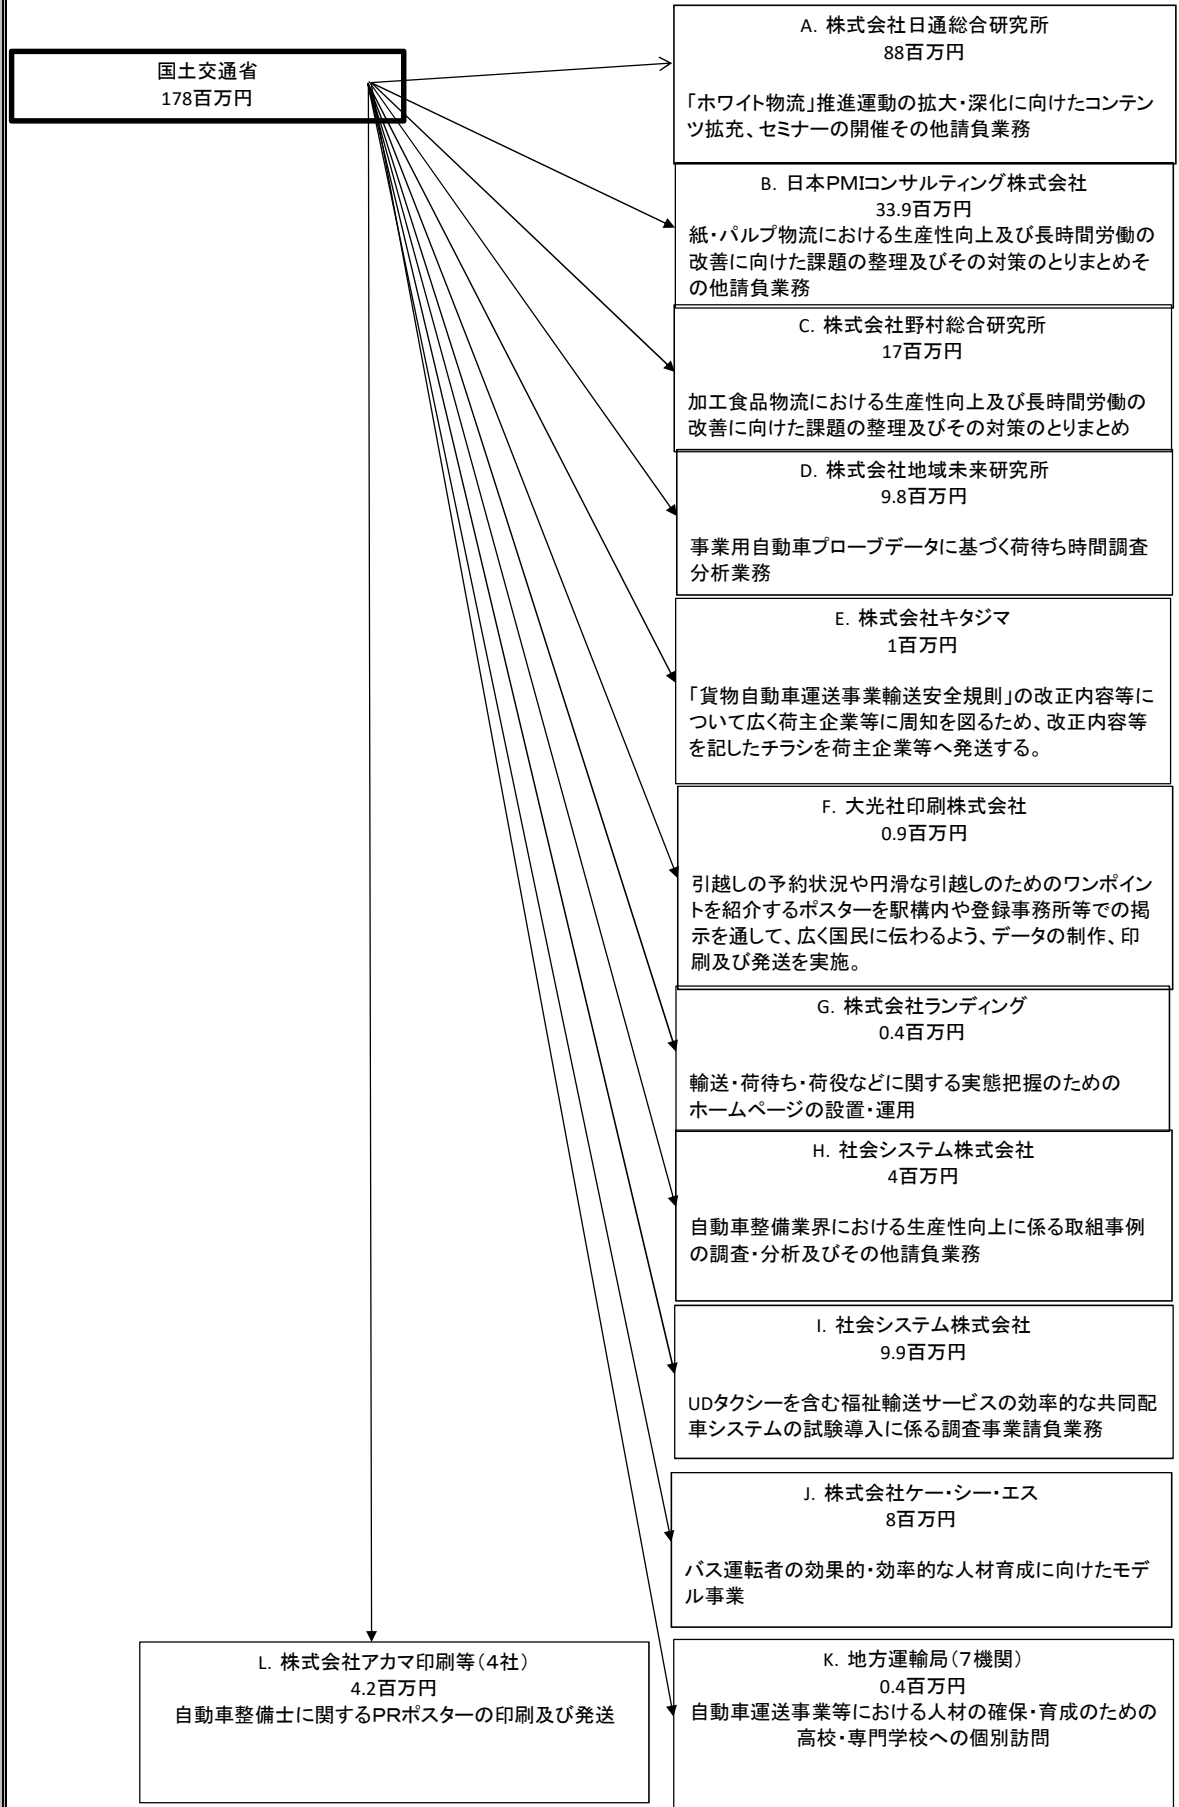 国土交通省
178百万円
A. 株式会社日通総合研究所
88百万円
「ホワイト物流」推進運動の拡大・深化に向けたコンテン
ツ拡充、セミナーの開催その他請負業務
B. 日本PMIコンサルティング株式会社
33.9百万円
紙・パルプ物流における生産性向上及び長時間労働の
改善に向けた課題の整理及びその対策のとりまとめそ
の他請負業務
C. 株式会社野村総合研究所
17百万円
加工食品物流における生産性向上及び長時間労働の
改善に向けた課題の整理及びその対策のとりまとめ
D. 株式会社地域未来研究所
9.8百万円
事業用自動車プローブデータに基づく荷待ち時間調査
分析業務
E. 株式会社キタジマ
1百万円
「貨物自動車運送事業輸送安全規則」の改正内容等に
ついて広く荷主企業等に周知を図るため、改正内容等
を記したチラシを荷主企業等へ発送する。
F. 大光社印刷株式会社
0.9百万円
引越しの予約状況や円滑な引越しのためのワンポイン
トを紹介するポスターを駅構内や登録事務所等での掲
示を通して、広く国民に伝わるよう、データの制作、印
刷及び発送を実施。
G. 株式会社ランディング
0.4百万円
輸送・荷待ち・荷役などに関する実態把握のための
ホームページの設置・運用
H. 社会システム株式会社
4百万円
自動車整備業界における生産性向上に係る取組事例
の調査・分析及びその他請負業務
I. 社会システム株式会社
9.9百万円
UDタクシーを含む福祉輸送サービスの効率的な共同配
車システムの試験導入に係る調査事業請負業務
J. 株式会社ケー・シー・エス
8百万円
バス運転者の効果的・効率的な人材育成に向けたモデ
ル事業
K. 地方運輸局(7機関)
0.4百万円
自動車運送事業等における人材の確保・育成のための
高校・専門学校への個別訪問
L. 株式会社アカマ印刷等(4社)
4.2百万円
自動車整備士に関するPRポスターの印刷及び発送